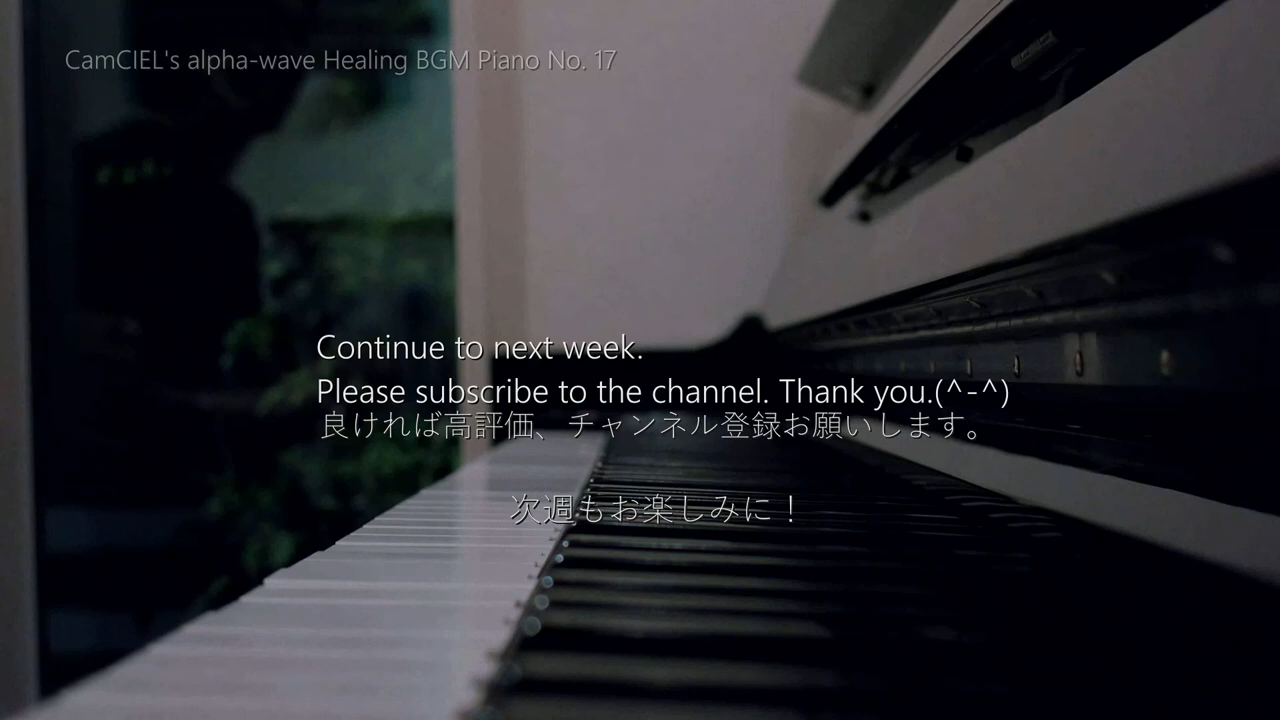 CamCIEL's alpha-wave Healing BGM Piano No. 17
Continue to next week.
Please subscribe to the channel. Thank you.(^-^)
良ければ高評価、チャンネル登録お願いします。
次週もお楽しみに！